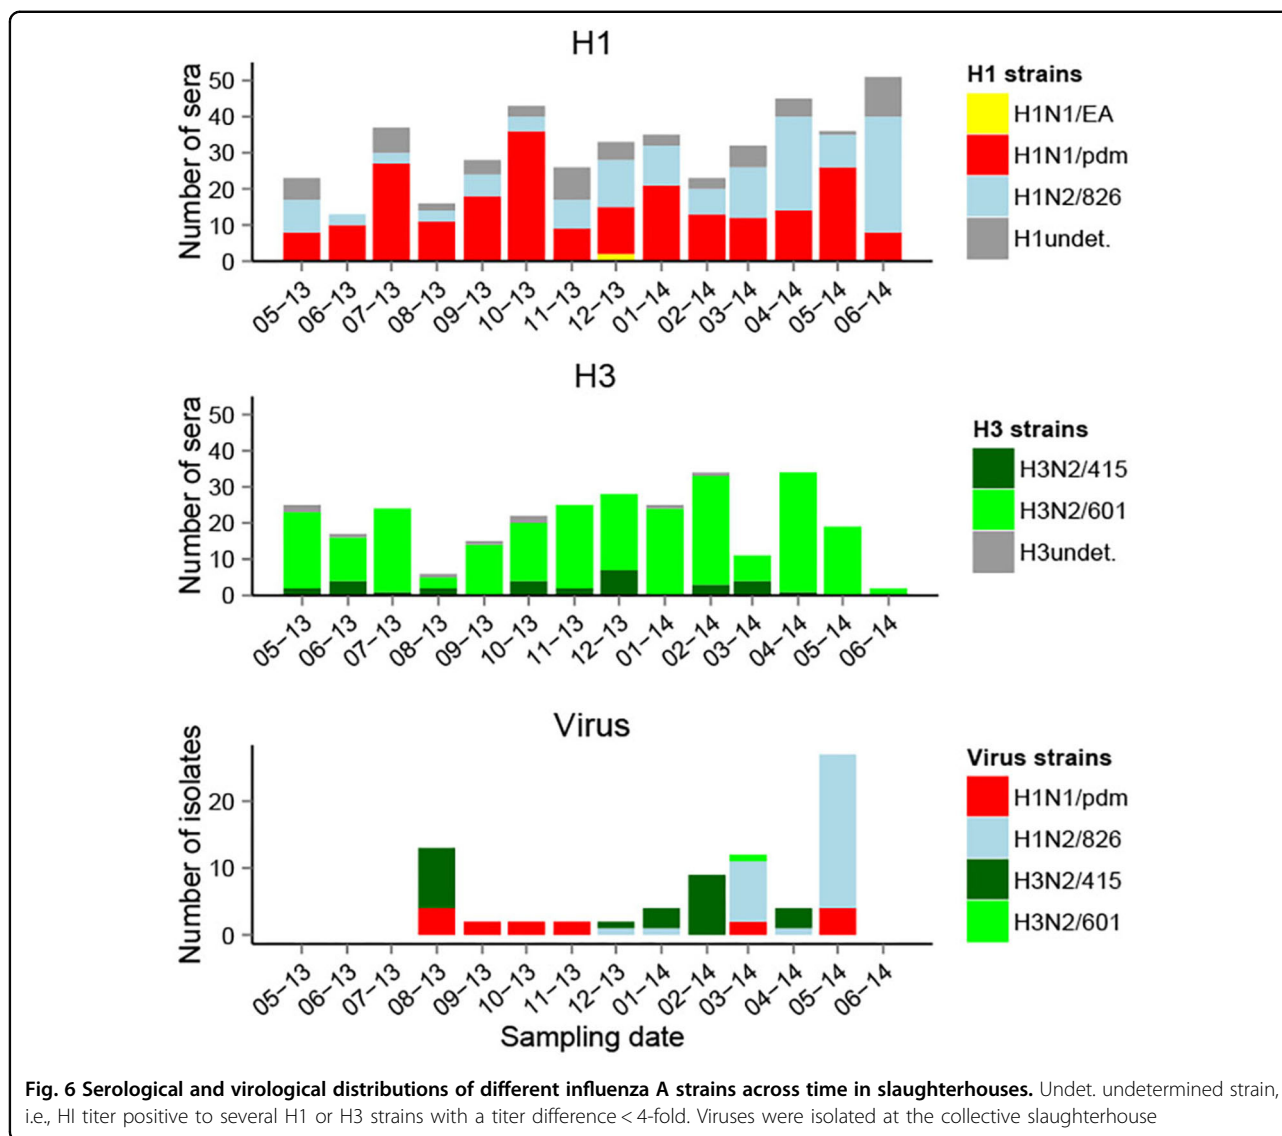 H1
Number of sera
50
40
30
20
10
0
05–13
06–13
07–13
08–13
09–13
10–13
11–13
12–13
01–14
02–14
03–14
04–14
05–14
06–14
H1 strains
H1N1/EA
H1N1/pdm
H1N2/826
H1undet.
H3
Number of sera
50
40
30
20
10
0
05–13
06–13
07–13
08–13
09–13
10–13
11–13
12–13
01–14
02–14
03–14
04–14
05–14
06–14
H3 strains
H3N2/415
H3N2/601
H3undet.
Virus
Number of isolates
20
10
0
05–13
06–13
07–13
08–13
09–13
10–13
11–13
12–13
01–14
02–14
03–14
04–14
05–14
06–14
Sampling date
Virus strains
H1N1/pdm
H1N2/826
H3N2/415
H3N2/601
Fig. 6 Serological and virological distributions of different influenza A strains across time in slaughterhouses. Undet. undetermined strain,
i.e., HI titer positive to several H1 or H3 strains with a titer difference < 4-fold. Viruses were isolated at the collective slaughterhouse